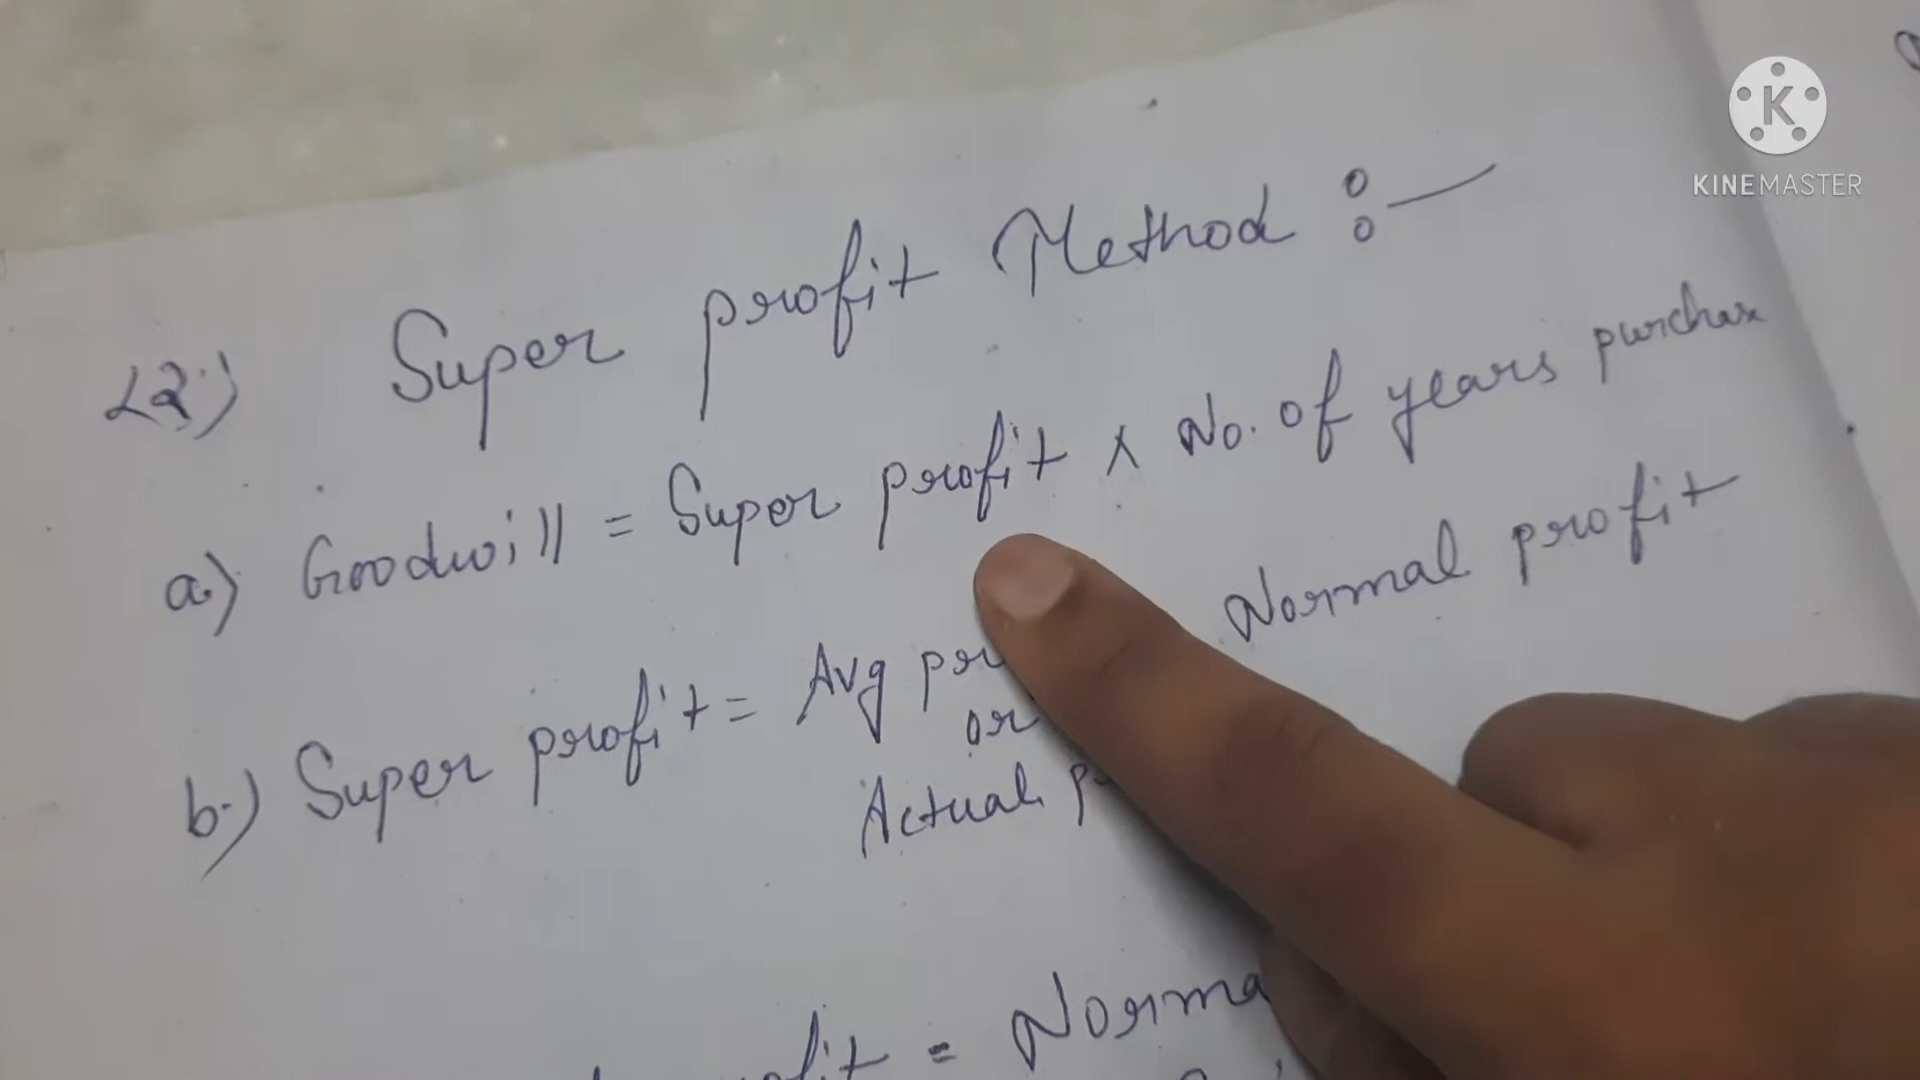 K
KINEMASTER
<2.) Super profit Method :-
a.) Goodwill = Super profit x No. of years purchase
b.) Super profit = Avg Normal profit
or
Actual
=